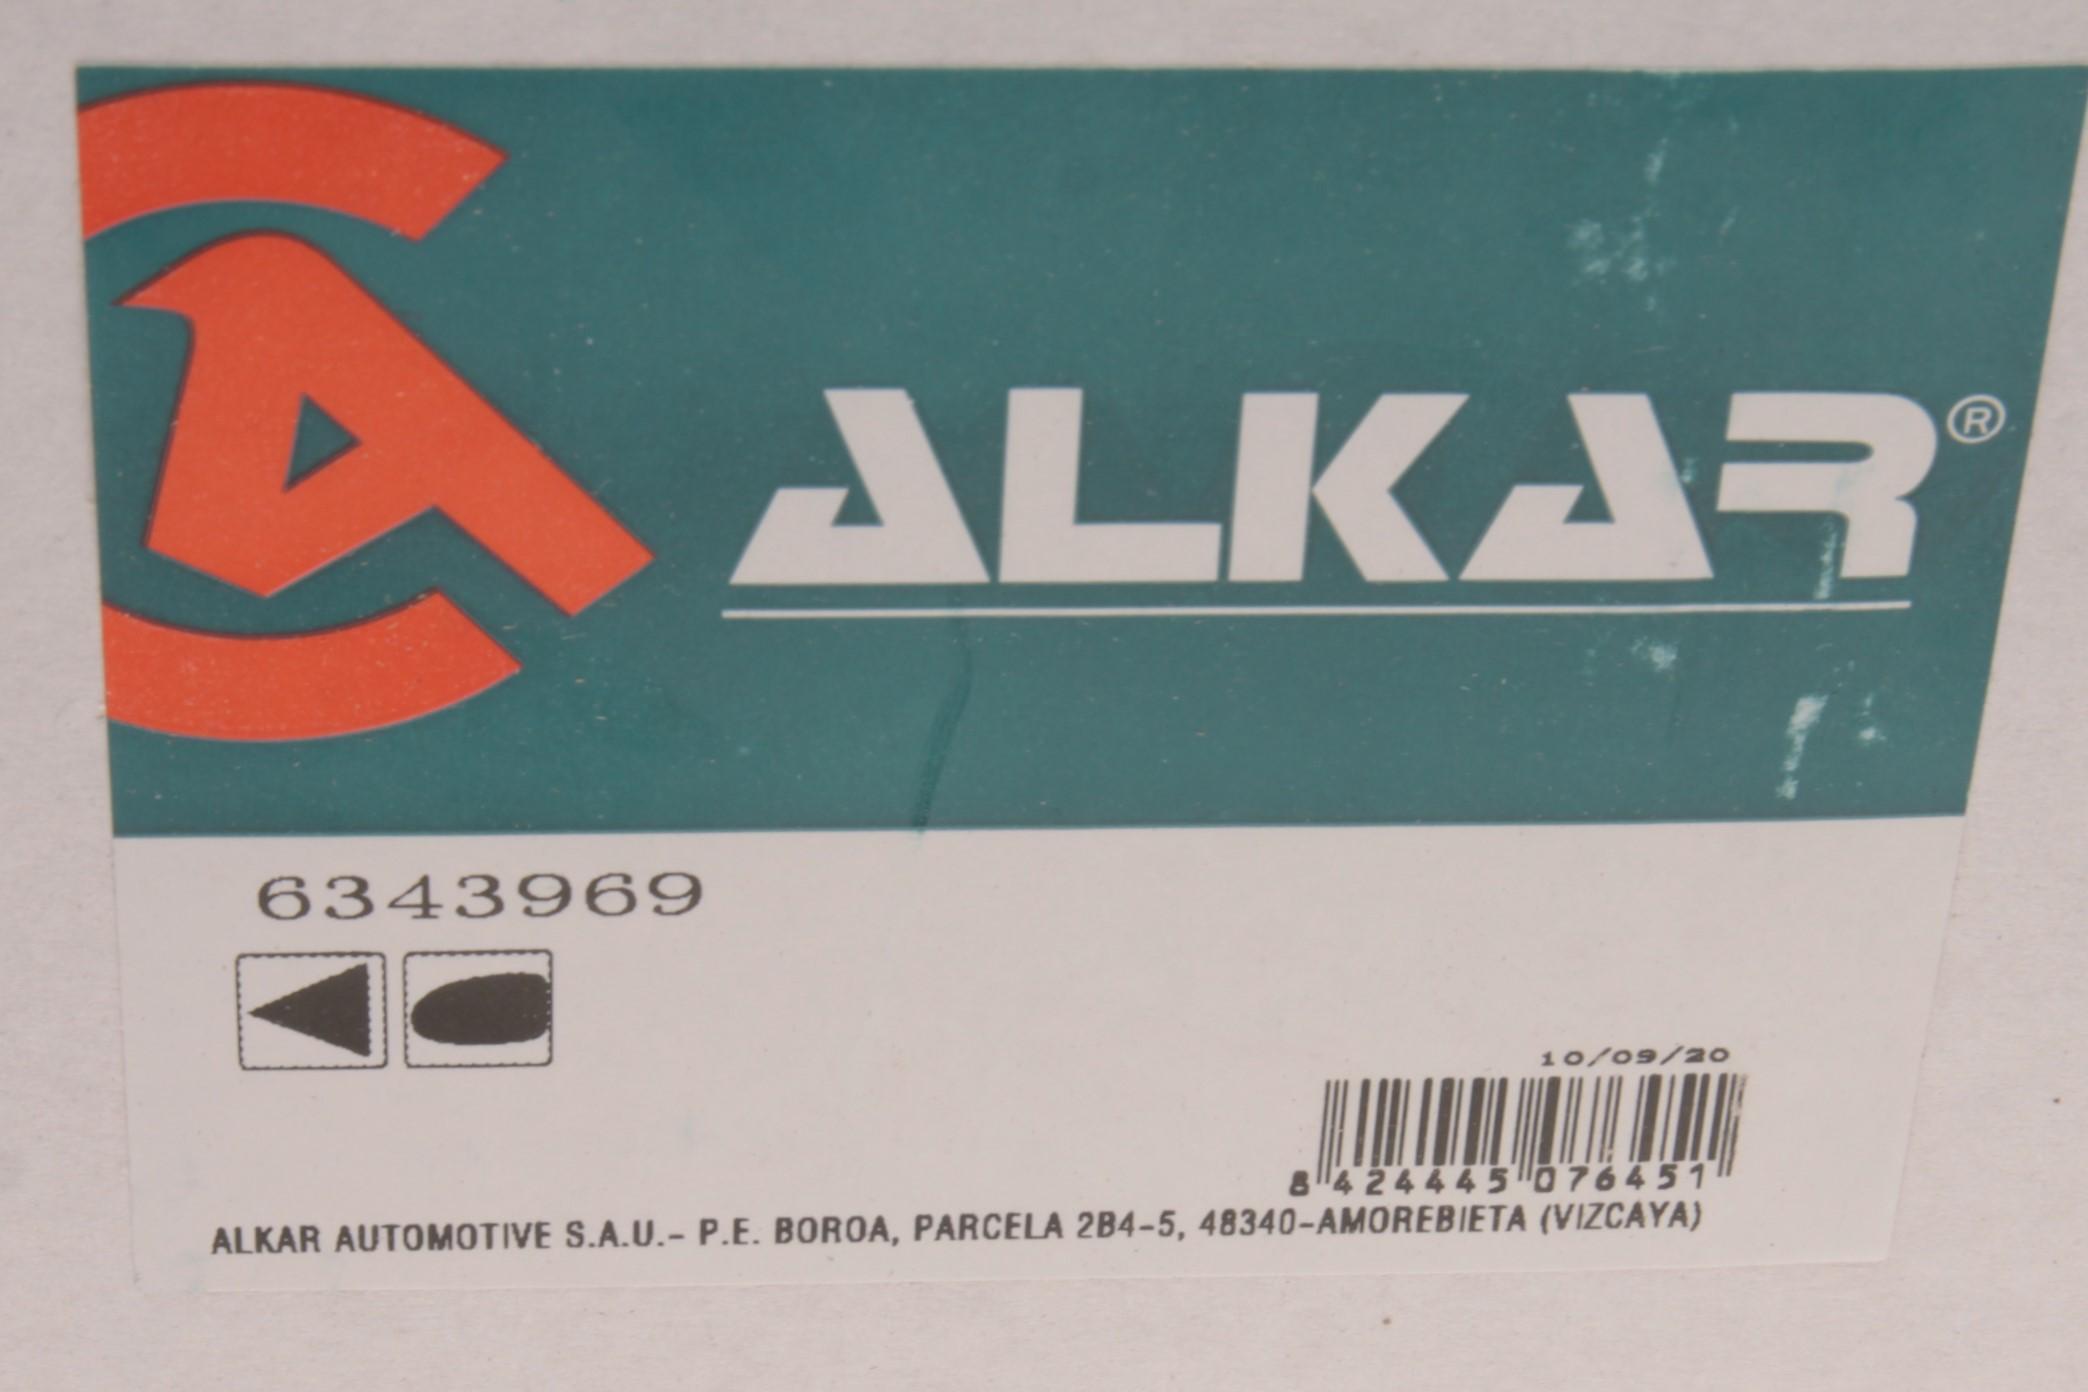 ALKAR®
6343969
10/09/20
8 424445 076451
ALKAR AUTOMOTIVE S.A.U.- P.E. BOROA, PARCELA 2B4-5, 48340-AMOREBIETA (VIZCAYA)